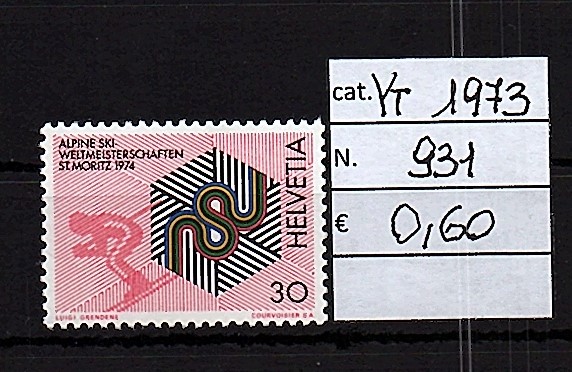 ALPINE SKI-
WELTMEISTERSCHAFTEN
ST. MORITZ 1974
HELVETIA
30
LUIGI GRENDENE
COURVOISIER S.A.
cat. YT 1973
N. 931
€ 0,60